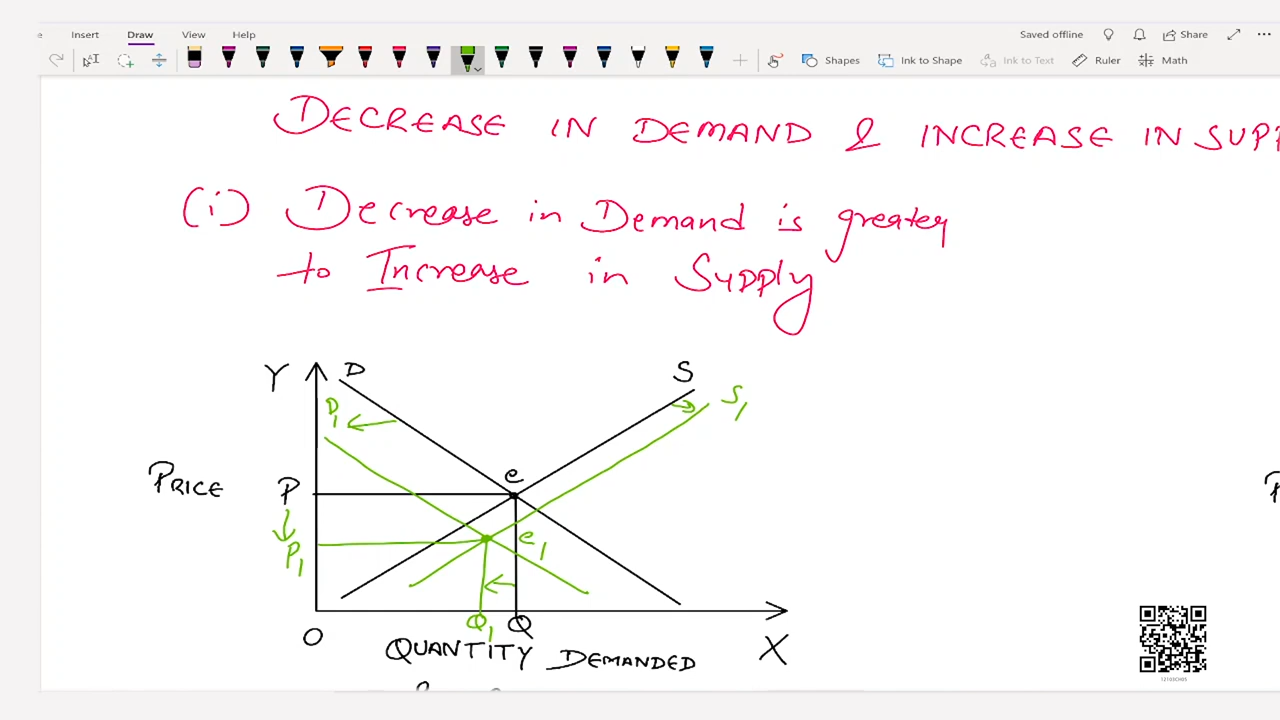 Insert Draw View Help Saved offline Share
Shapes Ink to Shape Ink to Text Ruler Math
DECREASE IN DEMAND & INCREASE IN SUPP
(i) Decrease in Demand is greater
to Increase in Supply
Y D S
D1 S1
e
PRICE P
P1 e1
Q1 Q
O QUANTITY DEMANDED X
12103CH05